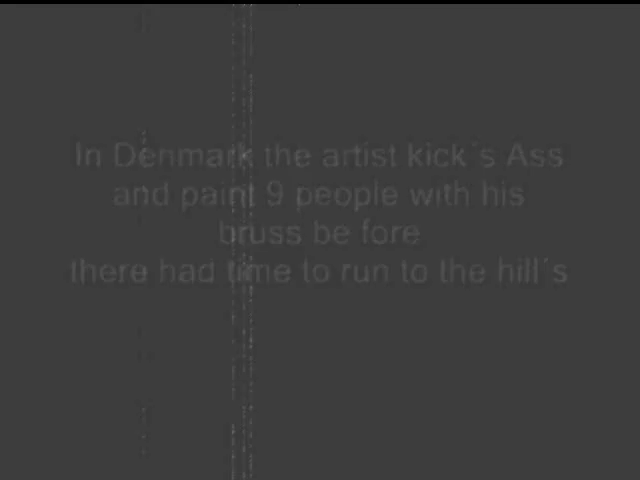 In Denmark the artist kick´s Ass
and paint 9 people with his
bruss be fore
there had time to run to the hill´s